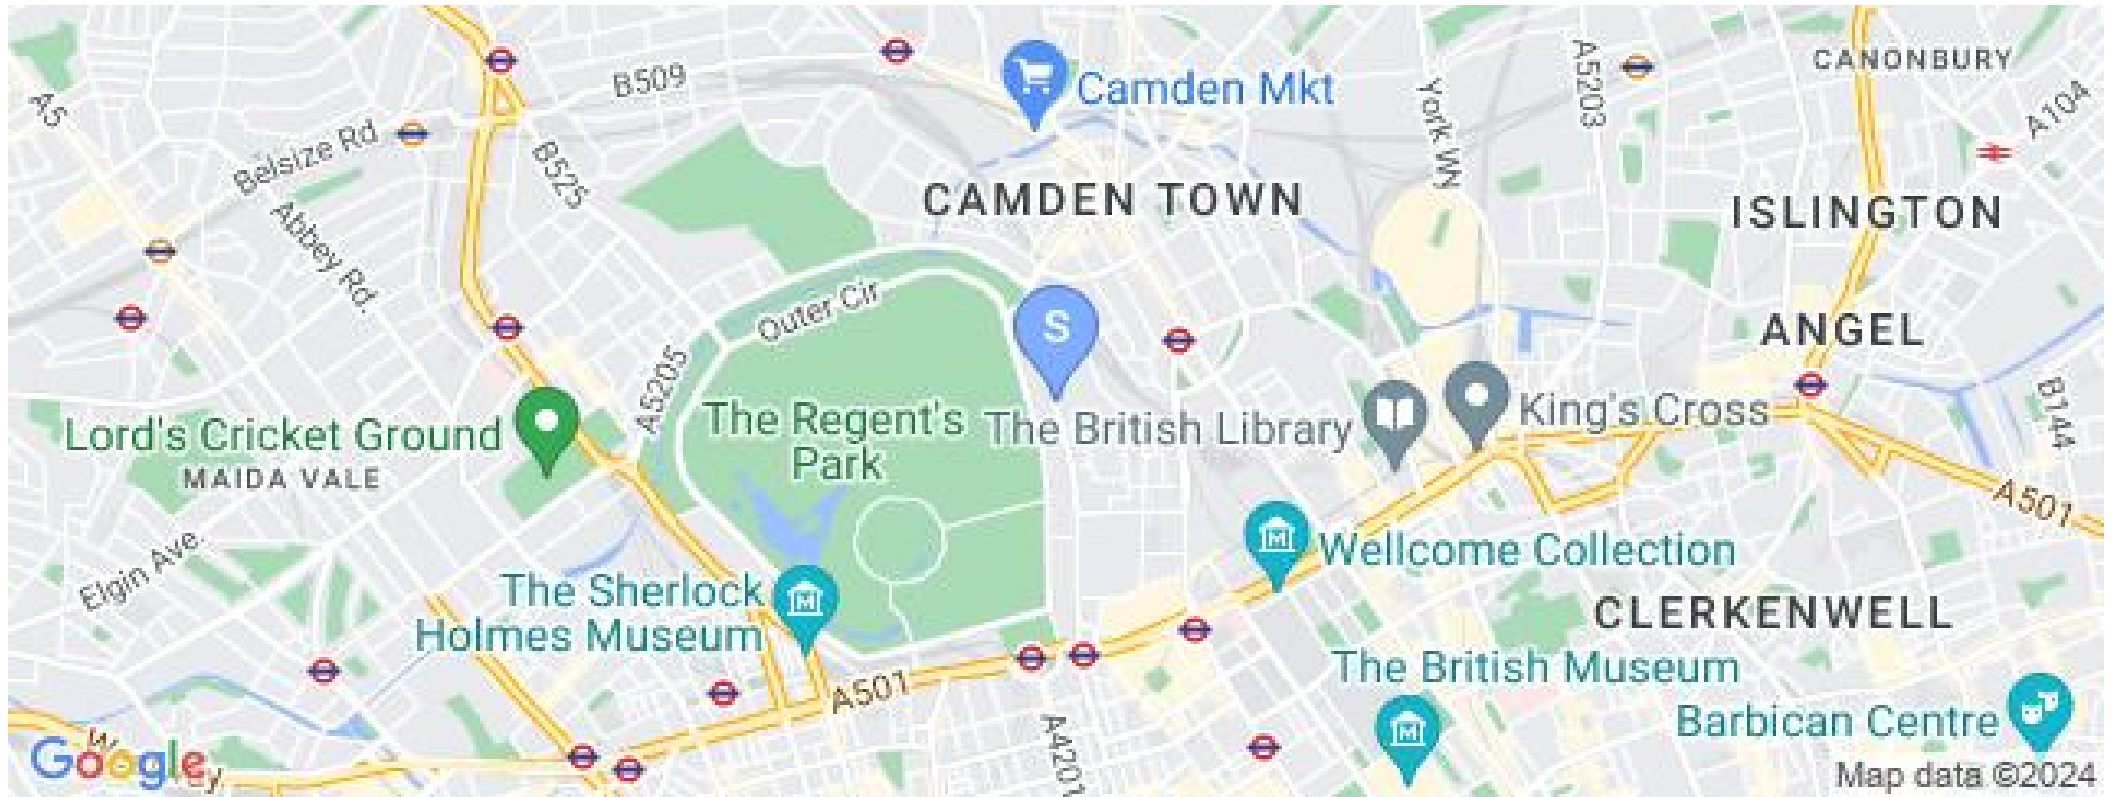 CANONBURY
A5
B509
Camden Mkt
York Wy
A5203
A104
Belsize Rd
B525
CAMDEN TOWN
ISLINGTON
Abbey Rd.
Outer Cir
S
ANGEL
A5205
B144
Lord's Cricket Ground
MAIDA VALE
The Regent's
Park
The British Library
King's Cross
A501
Elgin Ave.
Wellcome Collection
The Sherlock
Holmes Museum
CLERKENWELL
The British Museum
A501
Barbican Centre
A4201
Google
Map data ©2024